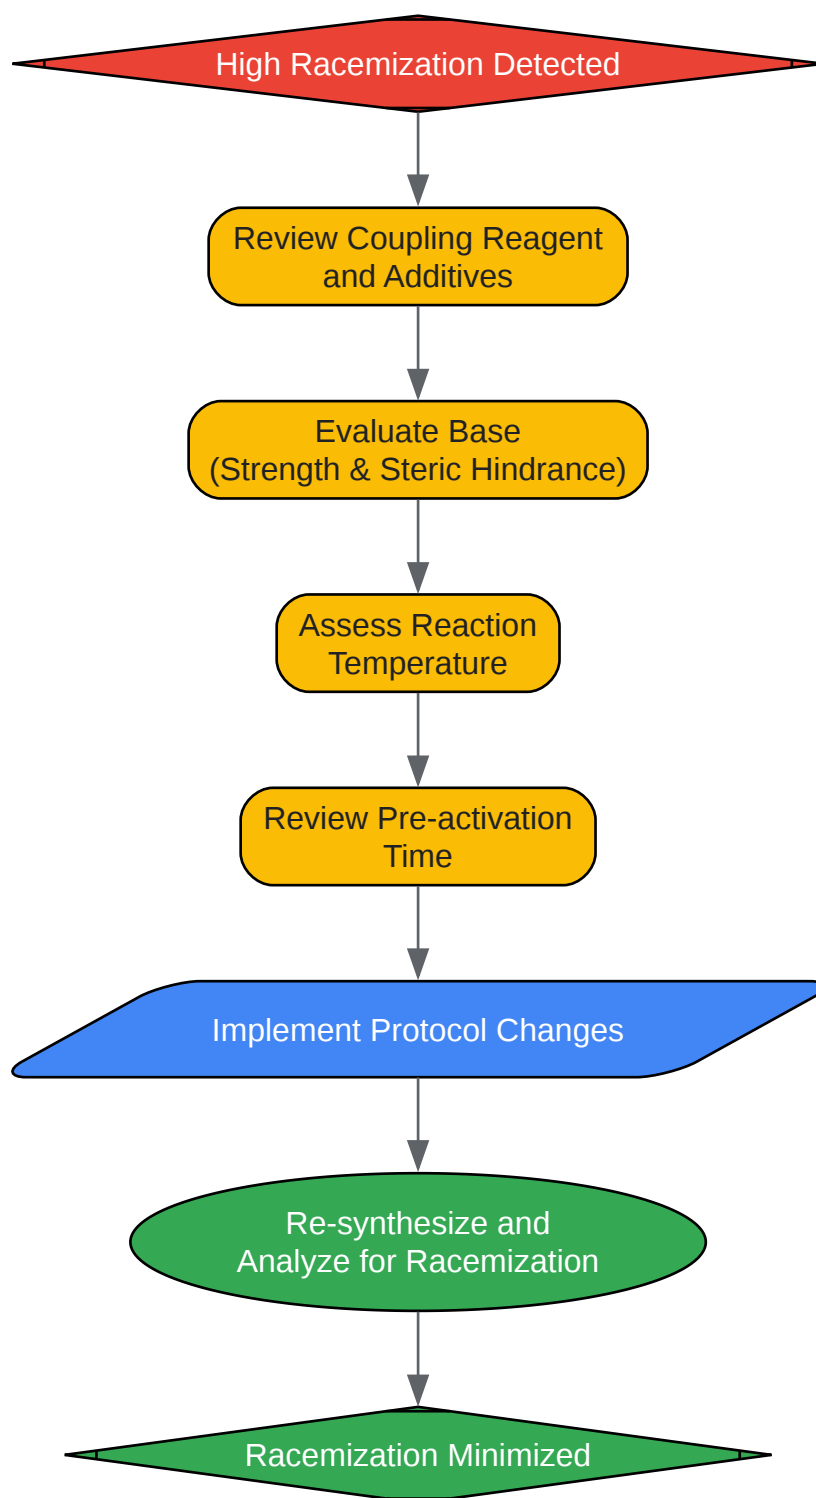 High Racemization Detected
Review Coupling Reagent
and Additives
Evaluate Base
(Strength & Steric Hindrance)
Assess Reaction
Temperature
Review Pre-activation
Time
Implement Protocol Changes
Re-synthesize and
Analyze for Racemization
Racemization Minimized